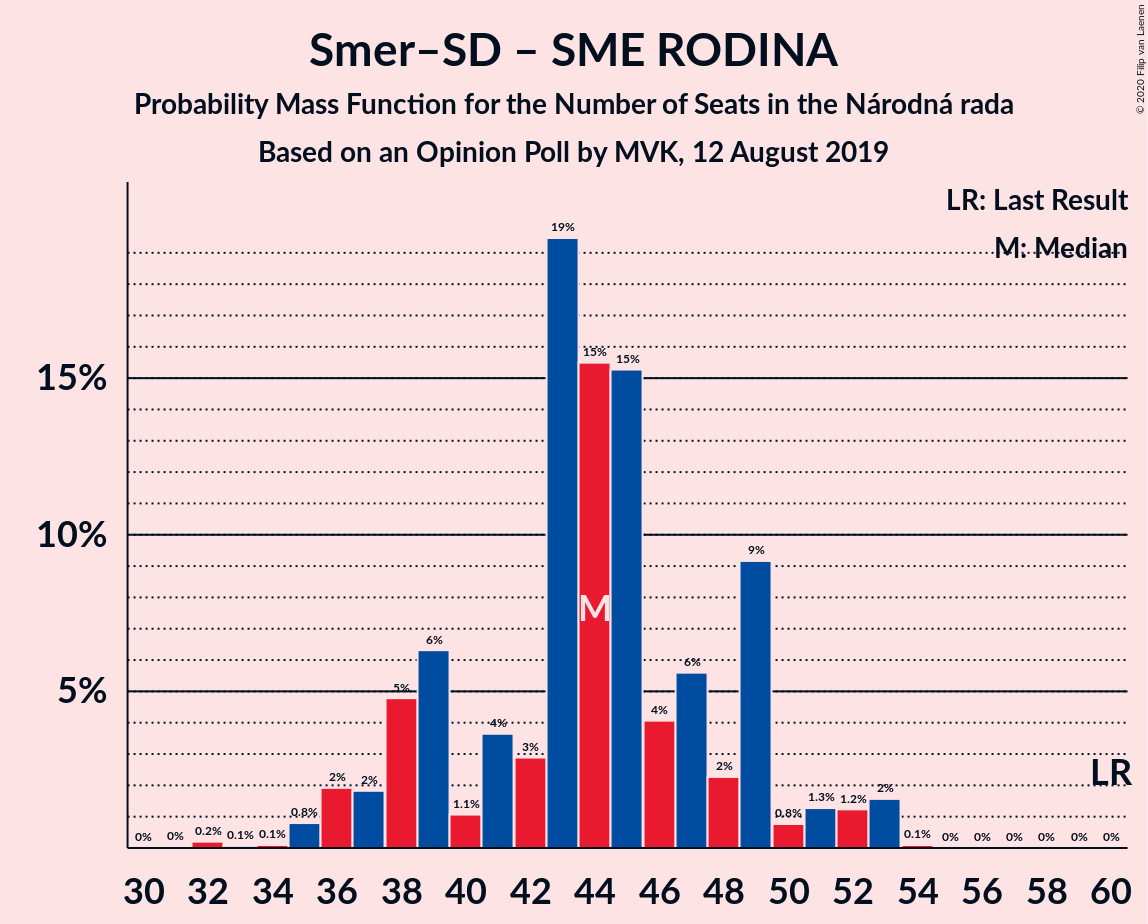 Smer–SD – SME RODINA
Probability Mass Function for the Number of Seats in the Národná rada
Based on an Opinion Poll by MVK, 12 August 2019
© 2020 Filip van Laenen
LR: Last Result
M: Median
15%
10%
5%
0% 0% 0.2% 0.1% 0.1% 0.8% 2% 2% 5% 6% 1.1% 4% 3% 19% 15% 15% 4% 6% 2% 9% 0.8% 1.3% 1.2% 2% 0.1% 0% 0% 0% 0% 0% 0%
M
LR
30 32 34 36 38 40 42 44 46 48 50 52 54 56 58 60